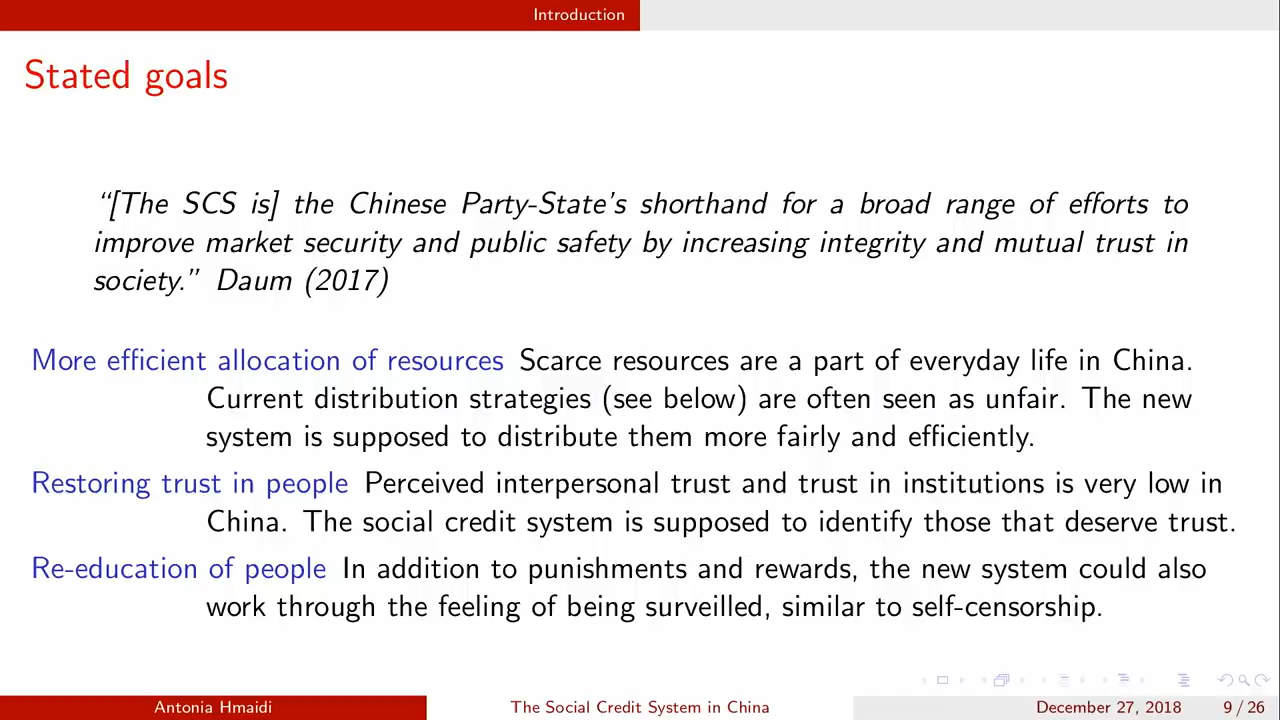 Introduction
Stated goals
“[The SCS is] the Chinese Party-State’s shorthand for a broad range of efforts to
improve market security and public safety by increasing integrity and mutual trust in
society.” Daum (2017)
More efficient allocation of resources Scarce resources are a part of everyday life in China.
Current distribution strategies (see below) are often seen as unfair. The new
system is supposed to distribute them more fairly and efficiently.
Restoring trust in people Perceived interpersonal trust and trust in institutions is very low in
China. The social credit system is supposed to identify those that deserve trust.
Re-education of people In addition to punishments and rewards, the new system could also
work through the feeling of being surveilled, similar to self-censorship.
Antonia Hmaidi The Social Credit System in China December 27, 2018 9 / 26